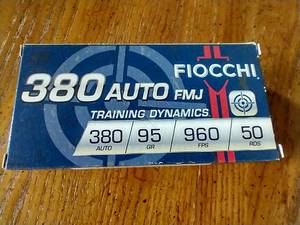 380 AUTO FMJ
FIOCCHI
TRAINING DYNAMICS
380 95 960 50
AUTO GR FPS RDS